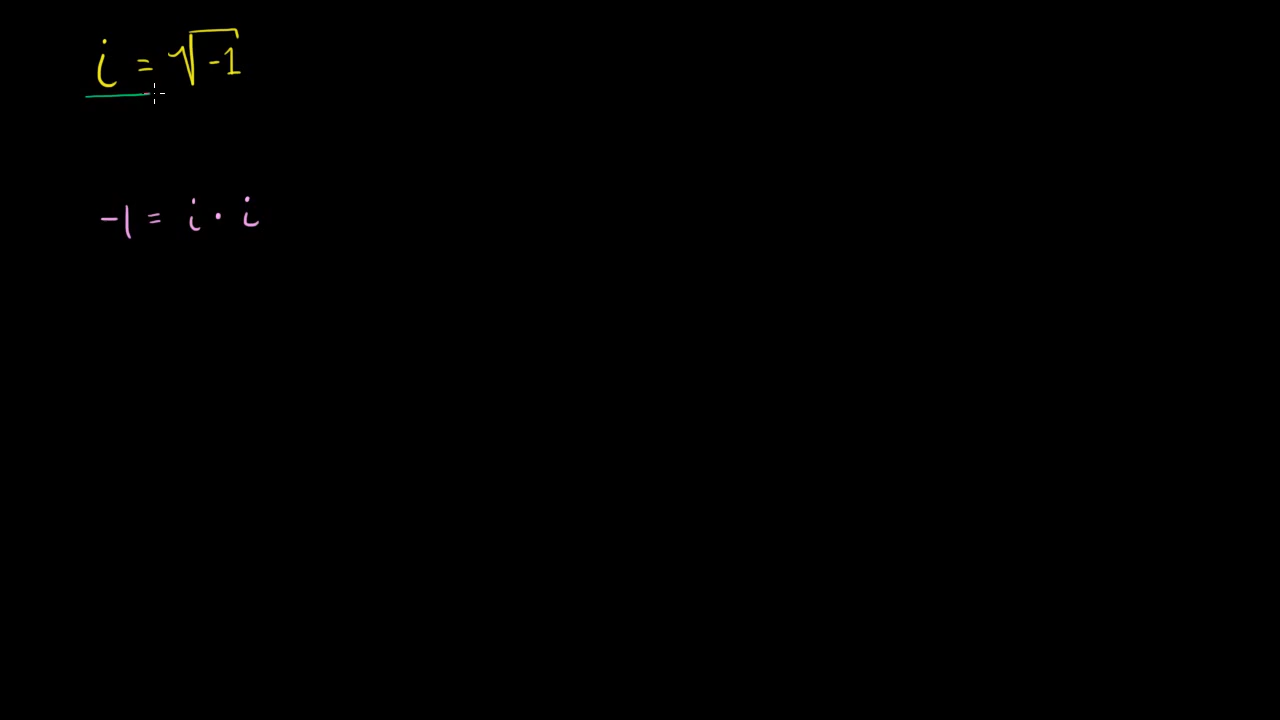 i = √-1
-1 = i · i